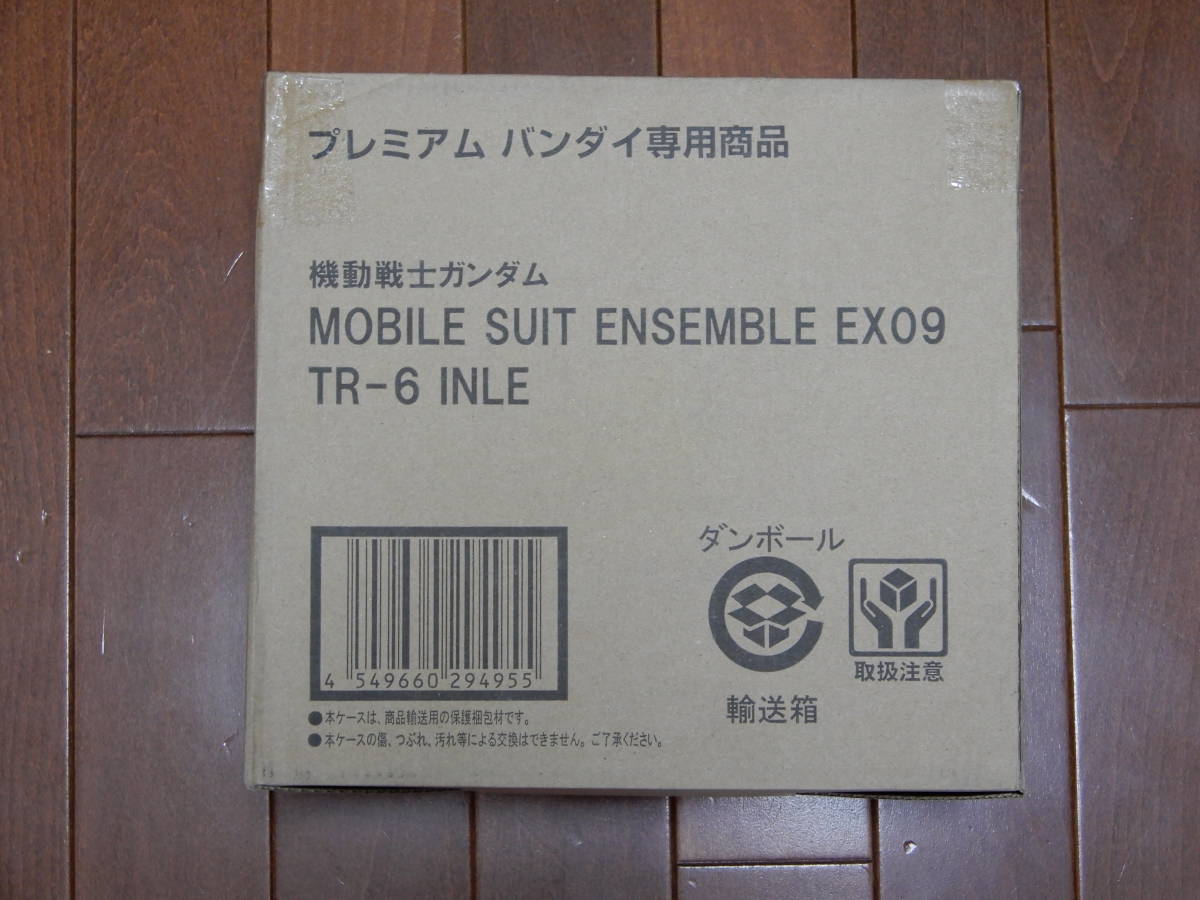 プレミアム バンダイ専用商品
機動戦士ガンダム
MOBILE SUIT ENSEMBLE EX09
TR-6 INLE
4 549660 294955
●本ケースは、商品輸送用の保護梱包材です。
●本ケースの傷、つぶれ、汚れ等による交換はできません。ご了承ください。
ダンボール
取扱注意
輸送箱